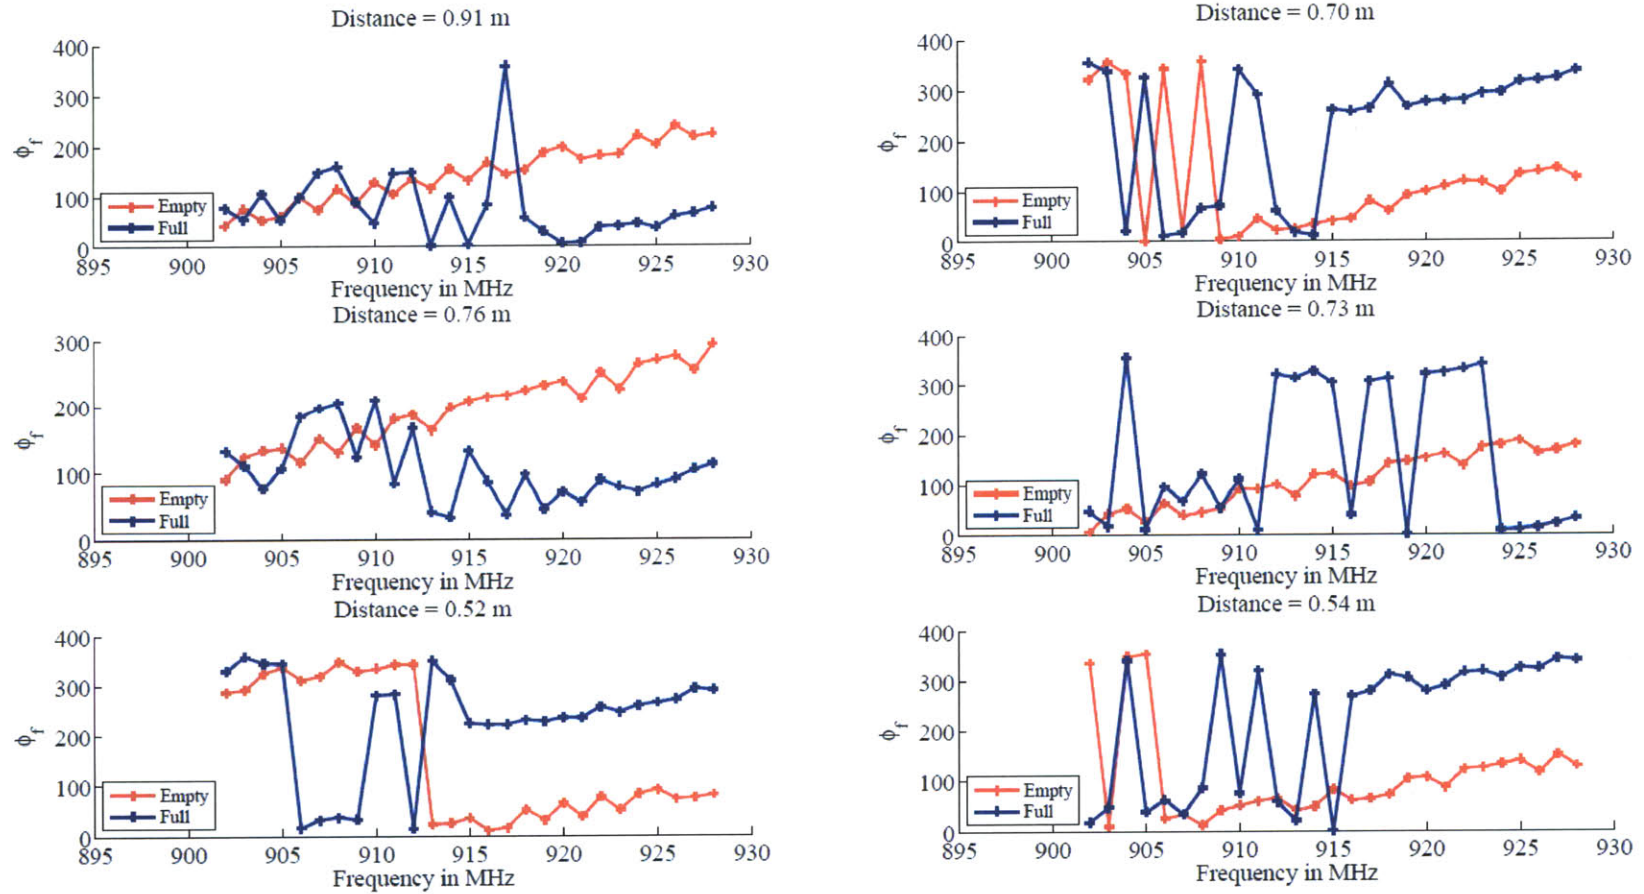 Distance = 0.91 m
400
300
200
100
0
ϕf
Empty
Full
895 900 905 910 915 920 925 930
Frequency in MHz
Distance = 0.70 m
400
300
200
100
0
ϕf
Empty
Full
895 900 905 910 915 920 925 930
Frequency in MHz
Distance = 0.76 m
300
200
100
0
ϕf
Empty
Full
895 900 905 910 915 920 925 930
Frequency in MHz
Distance = 0.73 m
400
300
200
100
0
ϕf
Empty
Full
895 900 905 910 915 920 925 930
Frequency in MHz
Distance = 0.52 m
400
300
200
100
0
ϕf
Empty
Full
895 900 905 910 915 920 925 930
Frequency in MHz
Distance = 0.54 m
400
300
200
100
0
ϕf
Empty
Full
895 900 905 910 915 920 925 930
Frequency in MHz